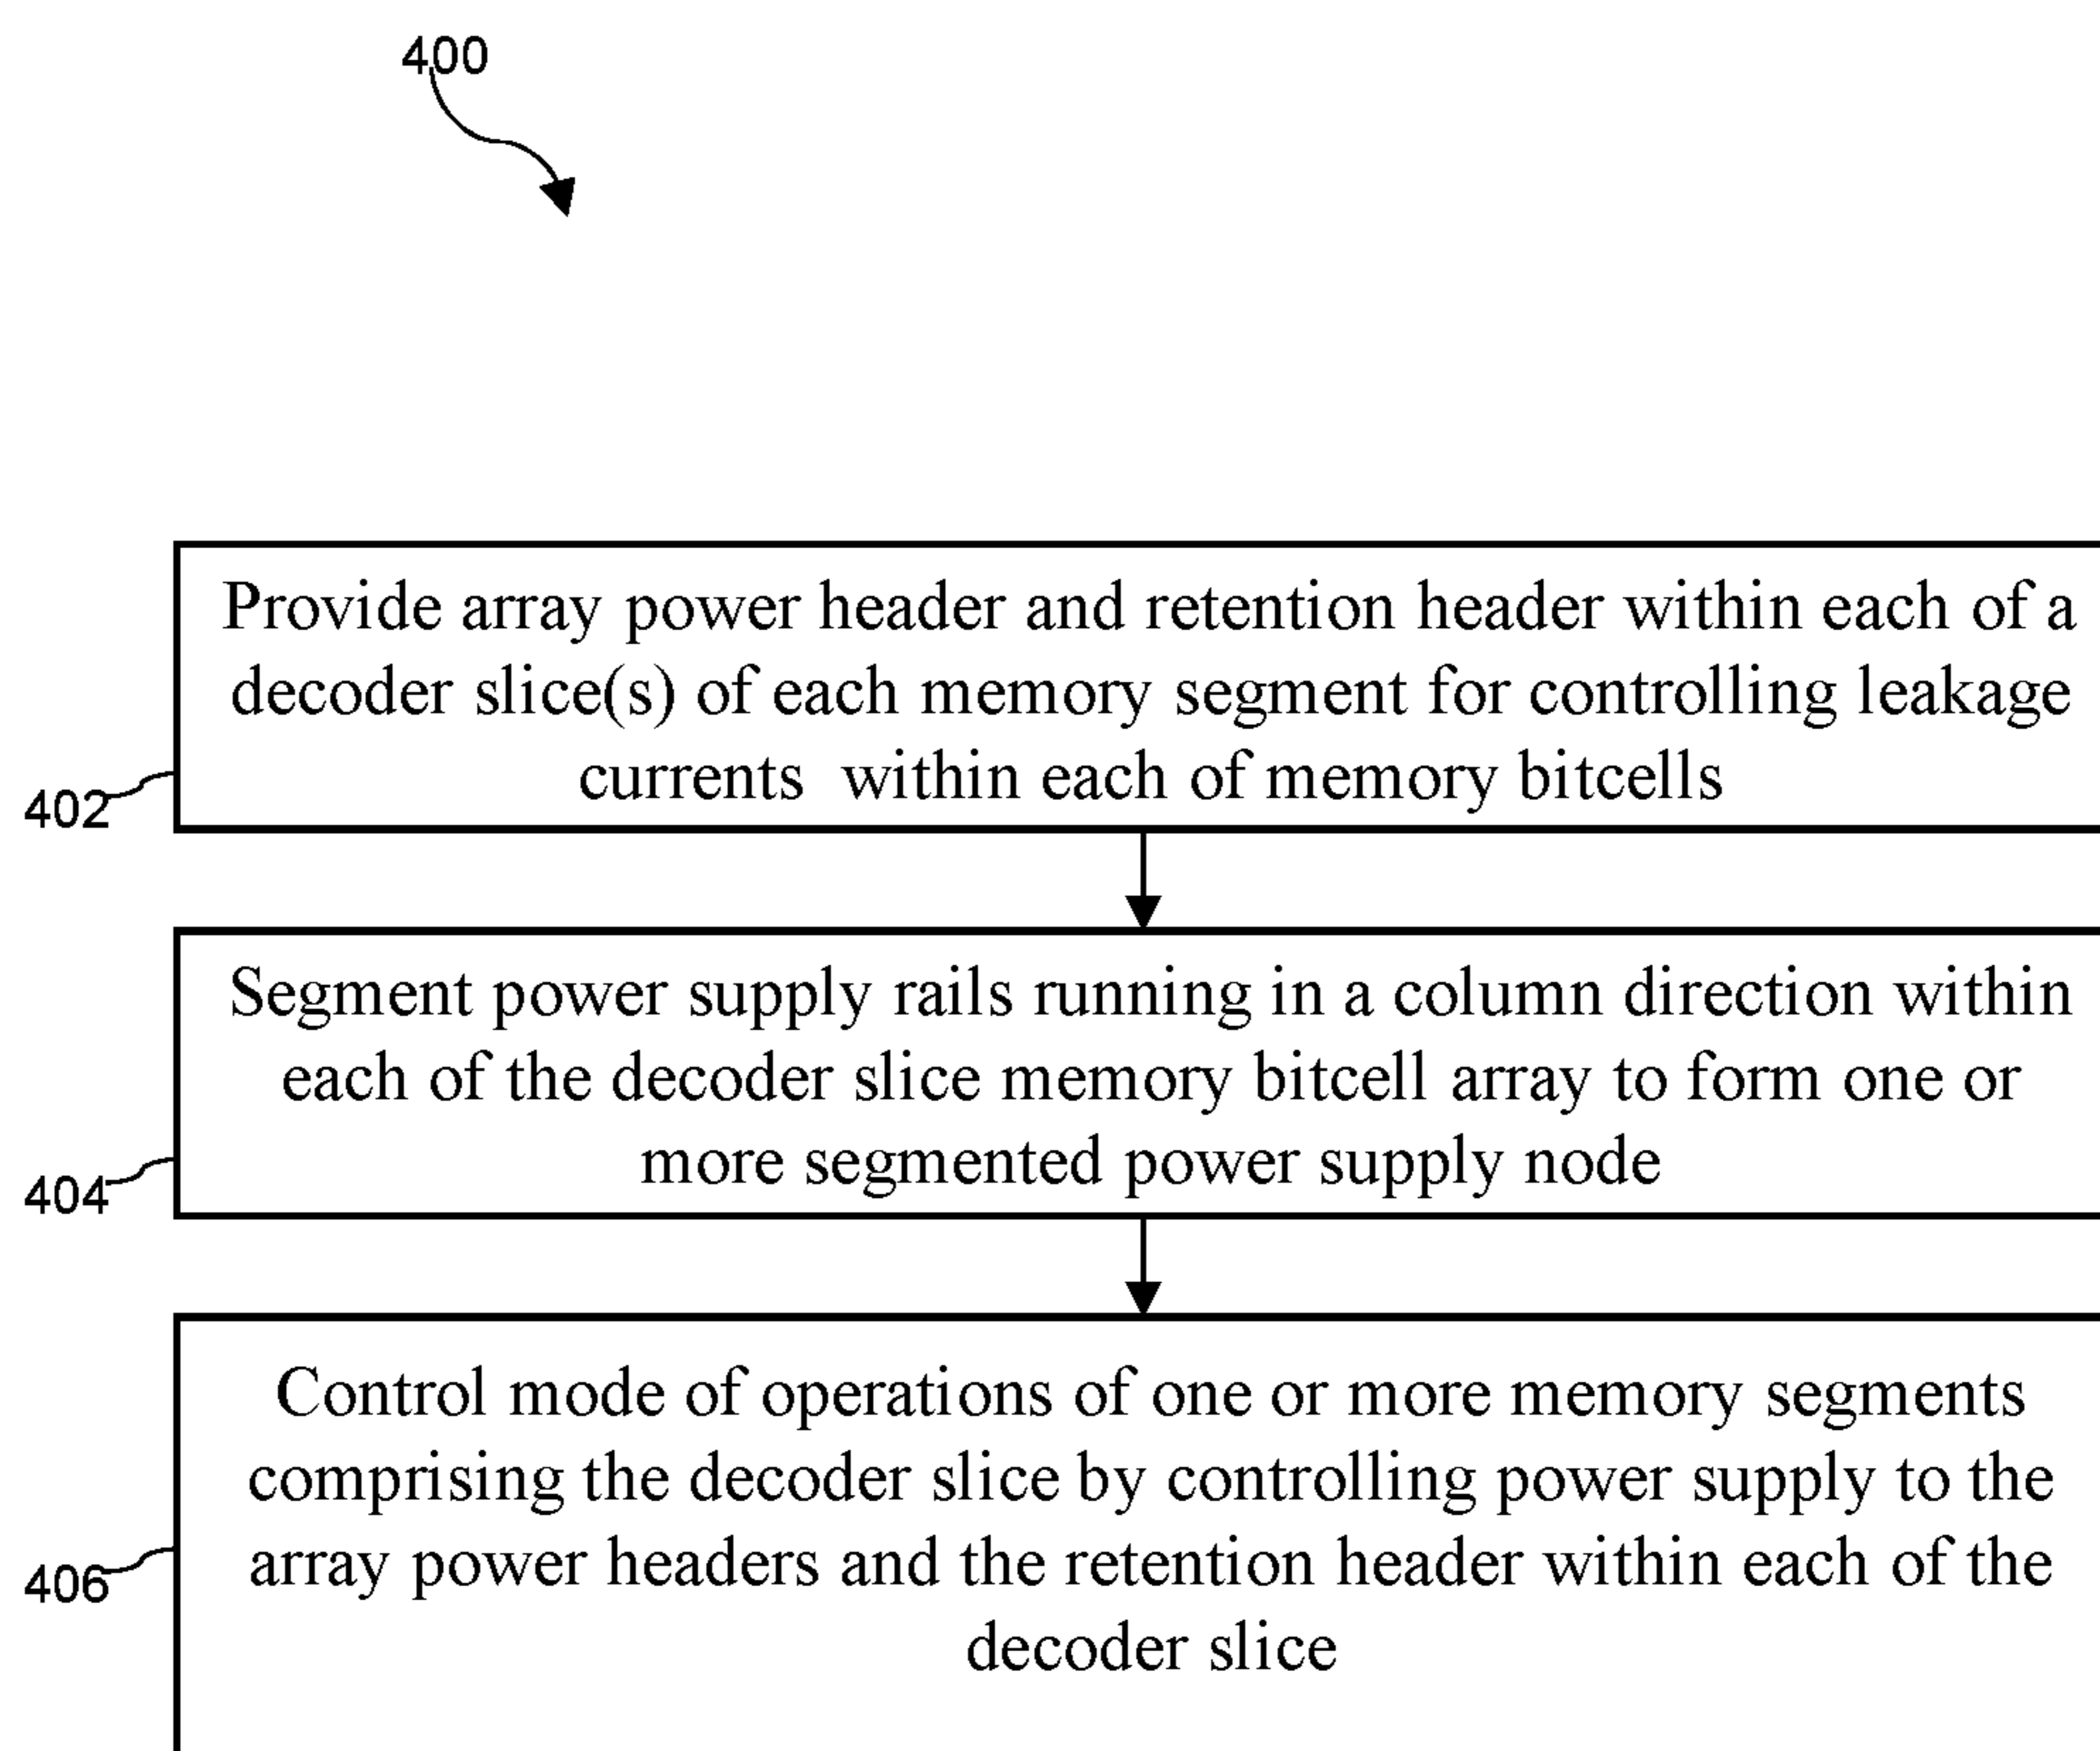 400
Provide array power header and retention header within each of a
decoder slice(s) of each memory segment for controlling leakage
currents within each of memory bitcells
402
Segment power supply rails running in a column direction within
each of the decoder slice memory bitcell array to form one or
more segmented power supply node
404
Control mode of operations of one or more memory segments
comprising the decoder slice by controlling power supply to the
array power headers and the retention header within each of the
decoder slice
406